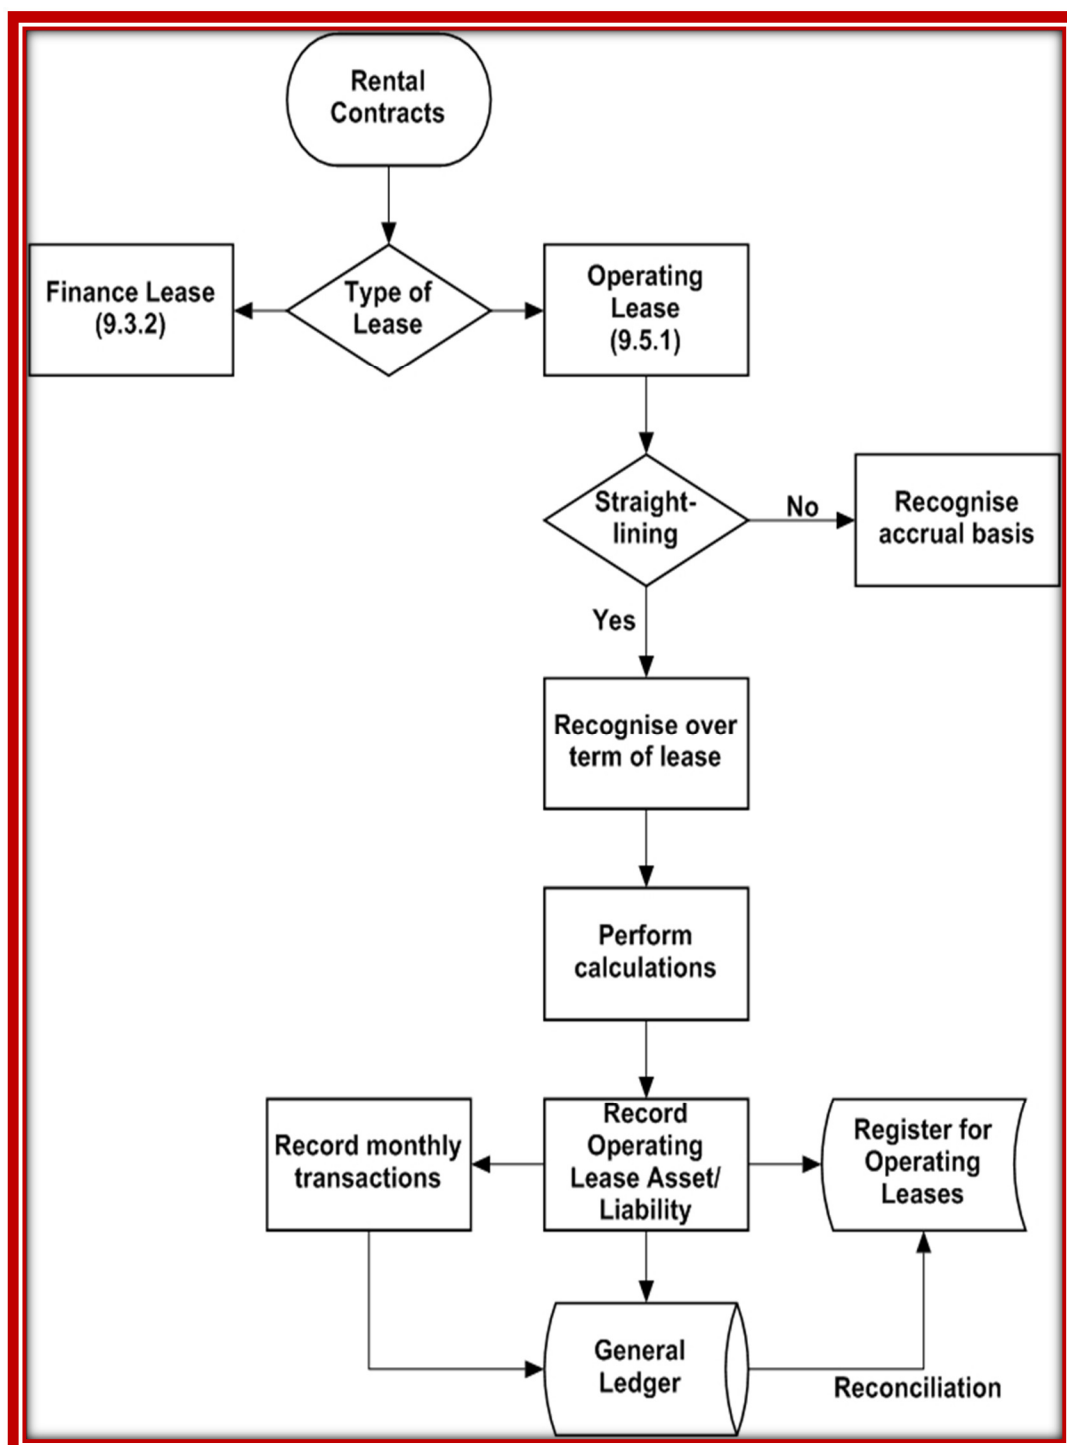 Rental
Contracts
Finance Lease
(9.3.2)
Type of
Lease
Operating
Lease
(9.5.1)
Straight-
lining
No
Recognise
accrual basis
Yes
Recognise over
term of lease
Perform
calculations
Record monthly
transactions
Record
Operating
Lease Asset/
Liability
Register for
Operating
Leases
General
Ledger
Reconciliation